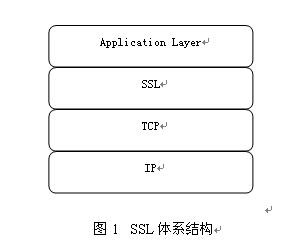 Application Layer
SSL
TCP
IP
图 1 SSL 体系结构